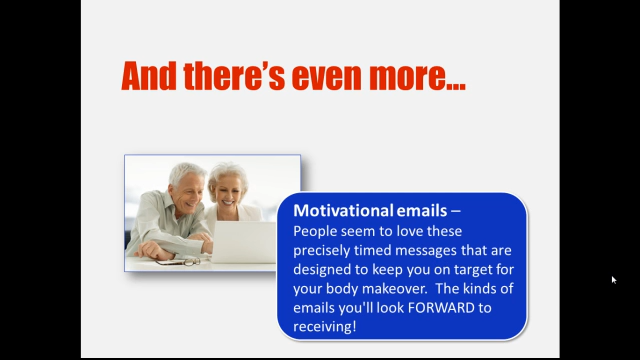 And there's even more...
Motivational emails –
People seem to love these
precisely timed messages that are
designed to keep you on target for
your body makeover.  The kinds of
emails you'll look FORWARD to
receiving!